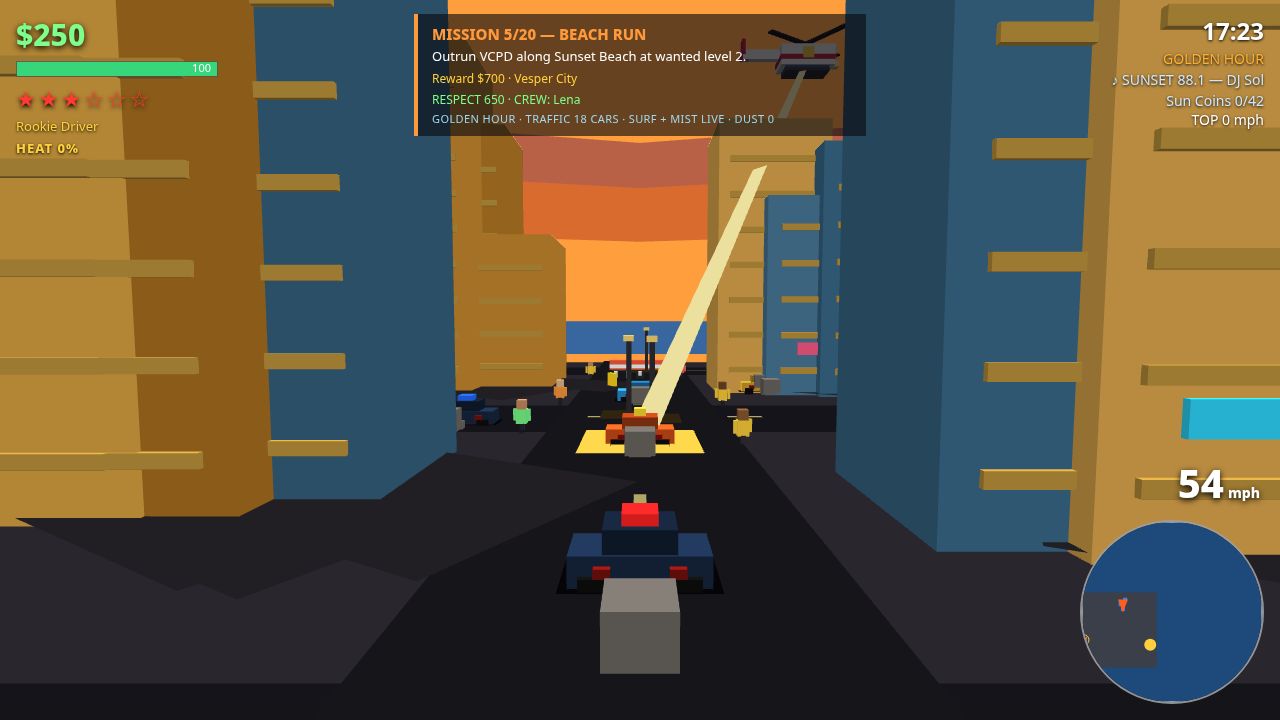 $250
100
★★★☆☆☆
Rookie Driver
HEAT 0%
MISSION 5/20 — BEACH RUN
Outrun VCPD along Sunset Beach at wanted level 2.
Reward $700 · Vesper City
RESPECT 650 · CREW: Lena
GOLDEN HOUR · TRAFFIC 18 CARS · SURF + MIST LIVE · DUST 0
17:23
GOLDEN HOUR
♪ SUNSET 88.1 — DJ Sol
Sun Coins 0/42
TOP 0 mph
54 mph